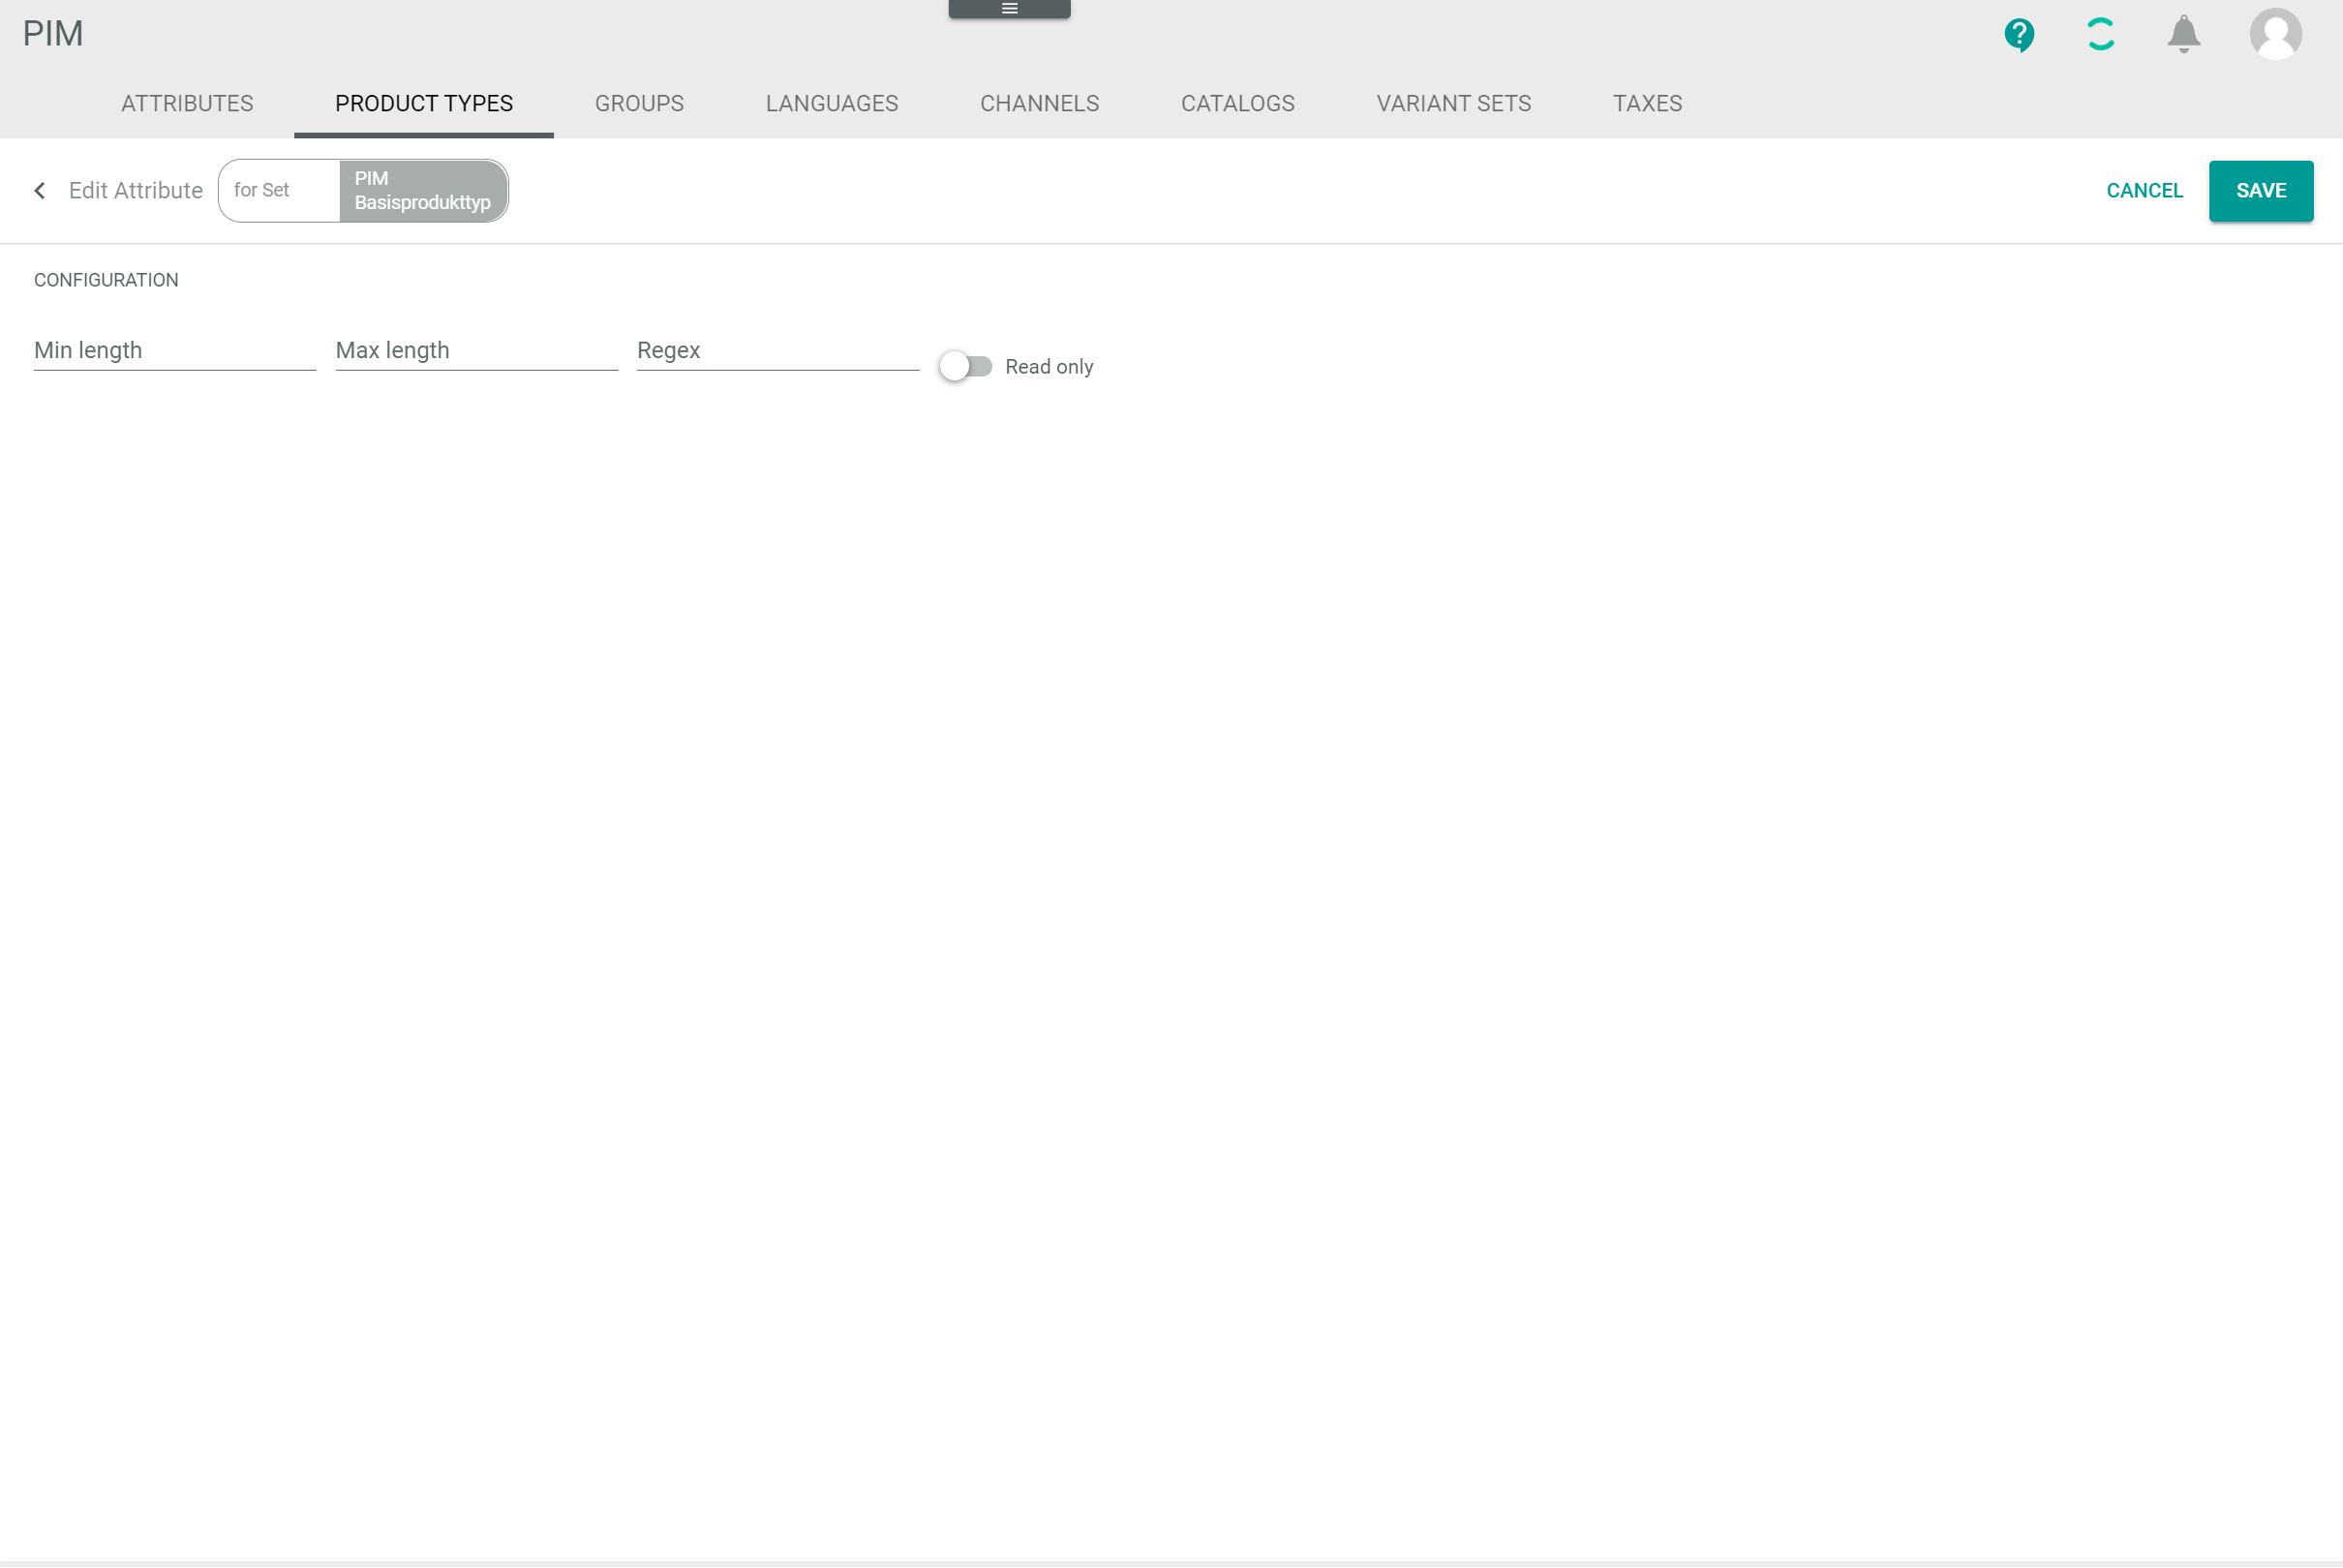 PIM
ATTRIBUTES PRODUCT TYPES GROUPS LANGUAGES CHANNELS CATALOGS VARIANT SETS TAXES
Edit Attribute for Set PIM
Basisprodukttyp
CANCEL SAVE
CONFIGURATION
Min length Max length Regex Read only